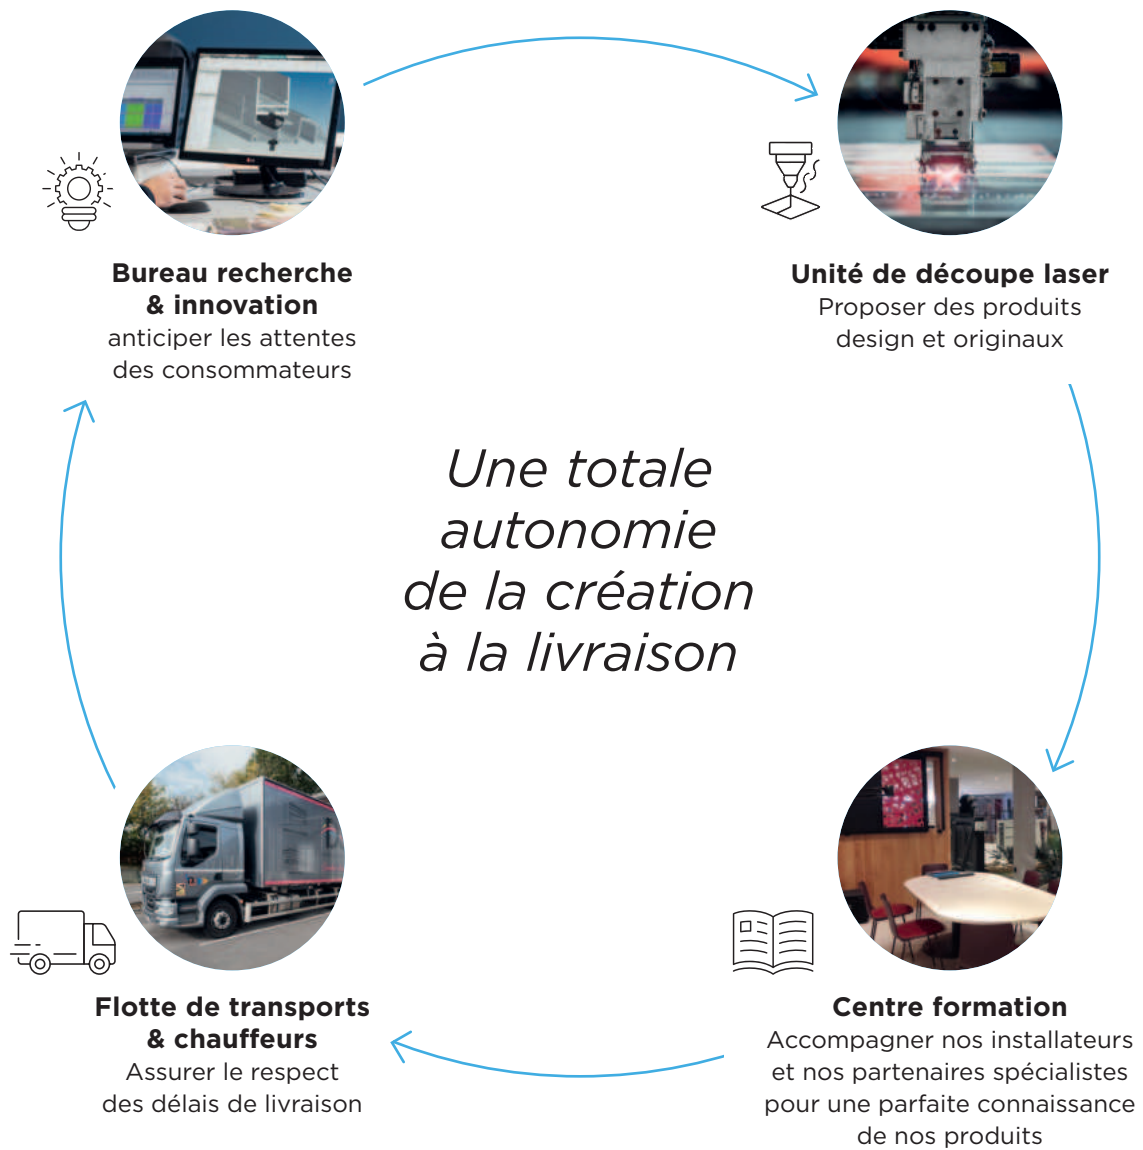 Bureau recherche
& innovation
anticiper les attentes
des consommateurs
Unité de découpe laser
Proposer des produits
design et originaux
Une totale
autonomie
de la création
à la livraison
Flotte de transports
& chauffeurs
Assurer le respect
des délais de livraison
Centre formation
Accompagner nos installateurs
et nos partenaires spécialistes
pour une parfaite connaissance
de nos produits